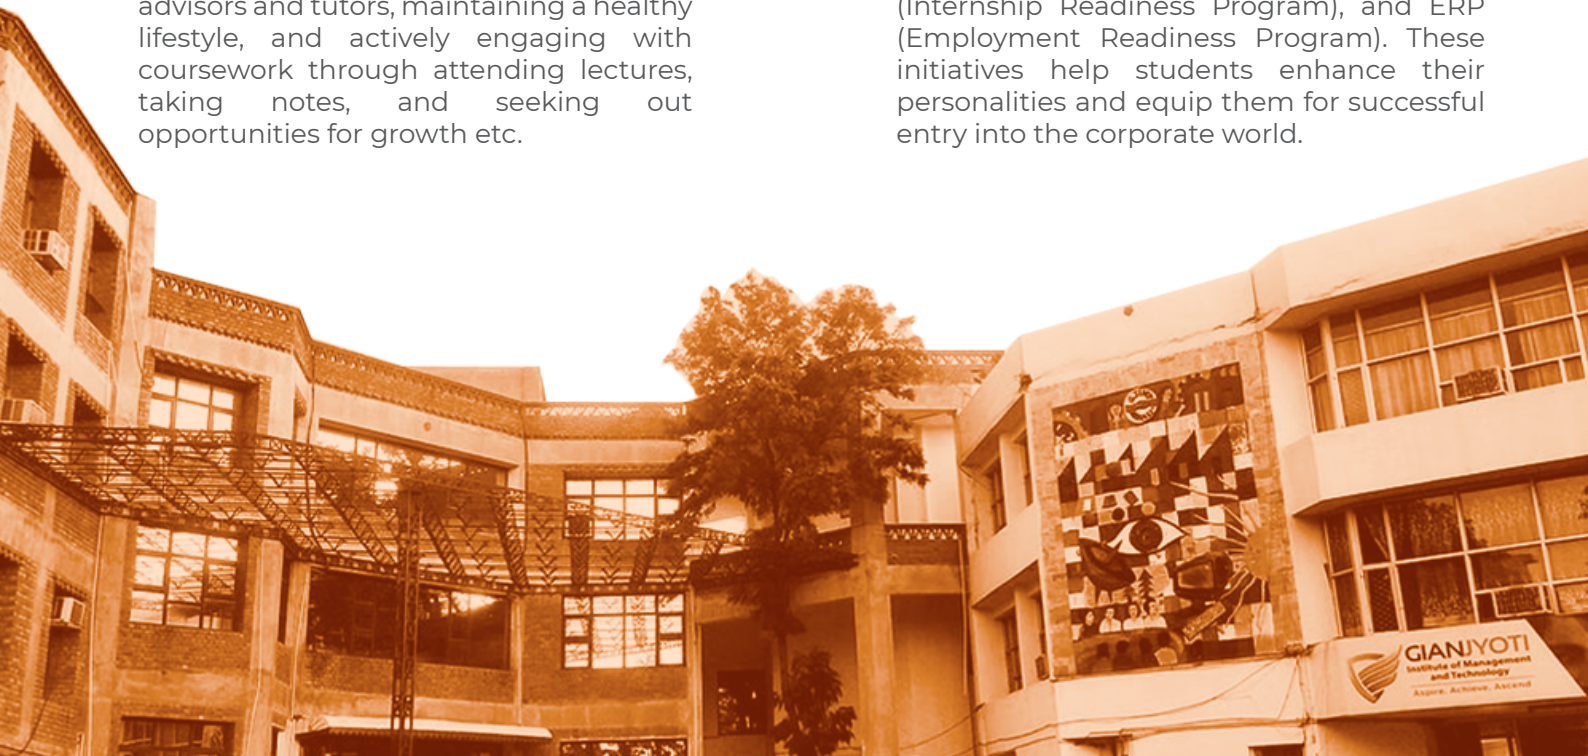 advisors and tutors, maintaining a healthy
lifestyle, and actively engaging with
coursework through attending lectures,
taking notes, and seeking out
opportunities for growth etc.
(Internship Readiness Program), and ERP
(Employment Readiness Program). These
initiatives help students enhance their
personalities and equip them for successful
entry into the corporate world.
GIANJYOTI
Institute of Management
and Technology
Aspire. Achieve. Ascend